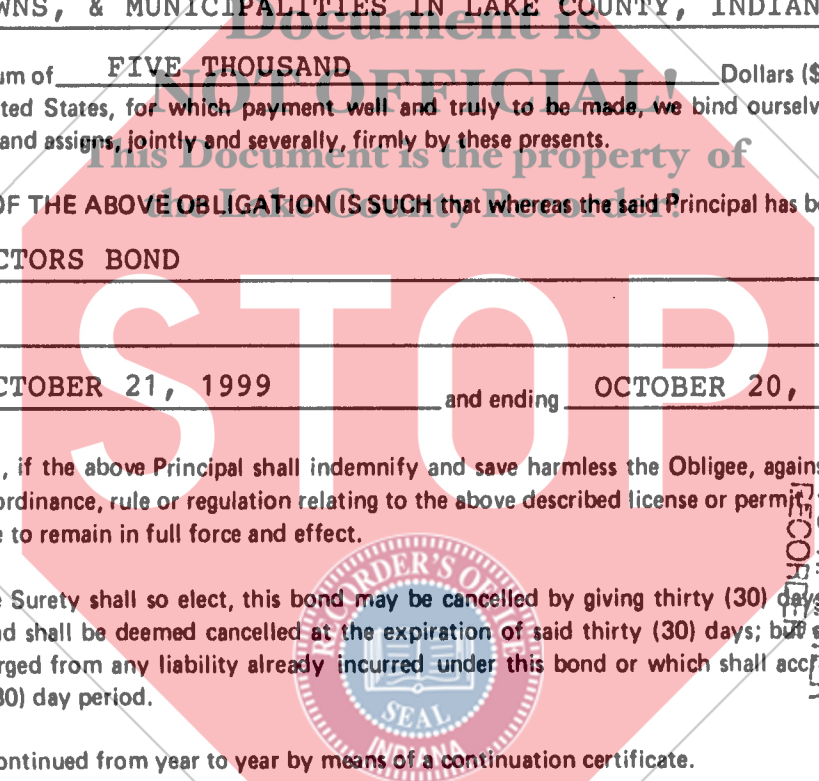 WNS, & MUNICIPALITIES IN LAKE COUNTY, INDIAN
Document is
um of FIVE THOUSAND Dollars ($
NOT OFFICIAL!
ted States, for which payment well and truly to be made, we bind ourselv
and assigns, jointly and severally, firmly by these presents.
This Document is the property of
the Lake County Recorder!
OF THE ABOVE OBLIGATION IS SUCH that whereas the said Principal has be
CTORS BOND
STOP
CTOBER 21, 1999 and ending OCTOBER 20,
, if the above Principal shall indemnify and save harmless the Obligee, agains
ordinance, rule or regulation relating to the above described license or permit,
e to remain in full force and effect.
RECORDER
e Surety shall so elect, this bond may be cancelled by giving thirty (30) days
nd shall be deemed cancelled at the expiration of said thirty (30) days; but
rged from any liability already incurred under this bond or which shall accr
30) day period.
RECORDER'S OFFICE
SEAL
INDIANA
ontinued from year to year by means of a continuation certificate.